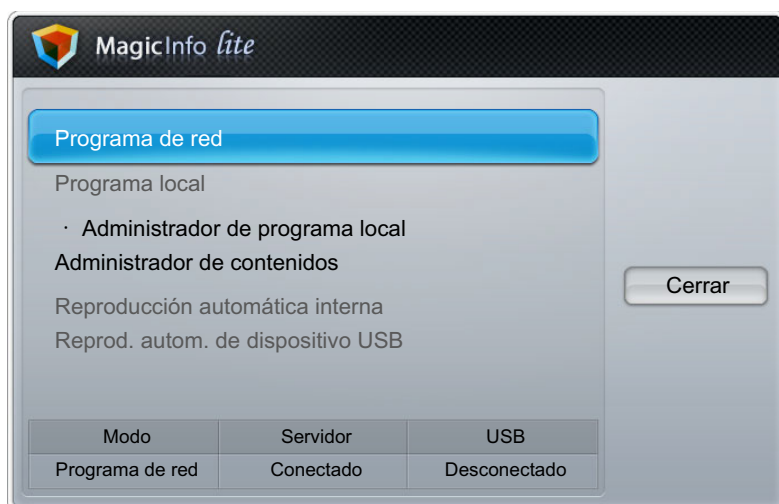 MagicInfo lite
Programa de red
Programa local
· Administrador de programa local
Administrador de contenidos
Cerrar
Reproducción automática interna
Reprod. autom. de dispositivo USB
Modo Servidor USB
Programa de red Conectado Desconectado